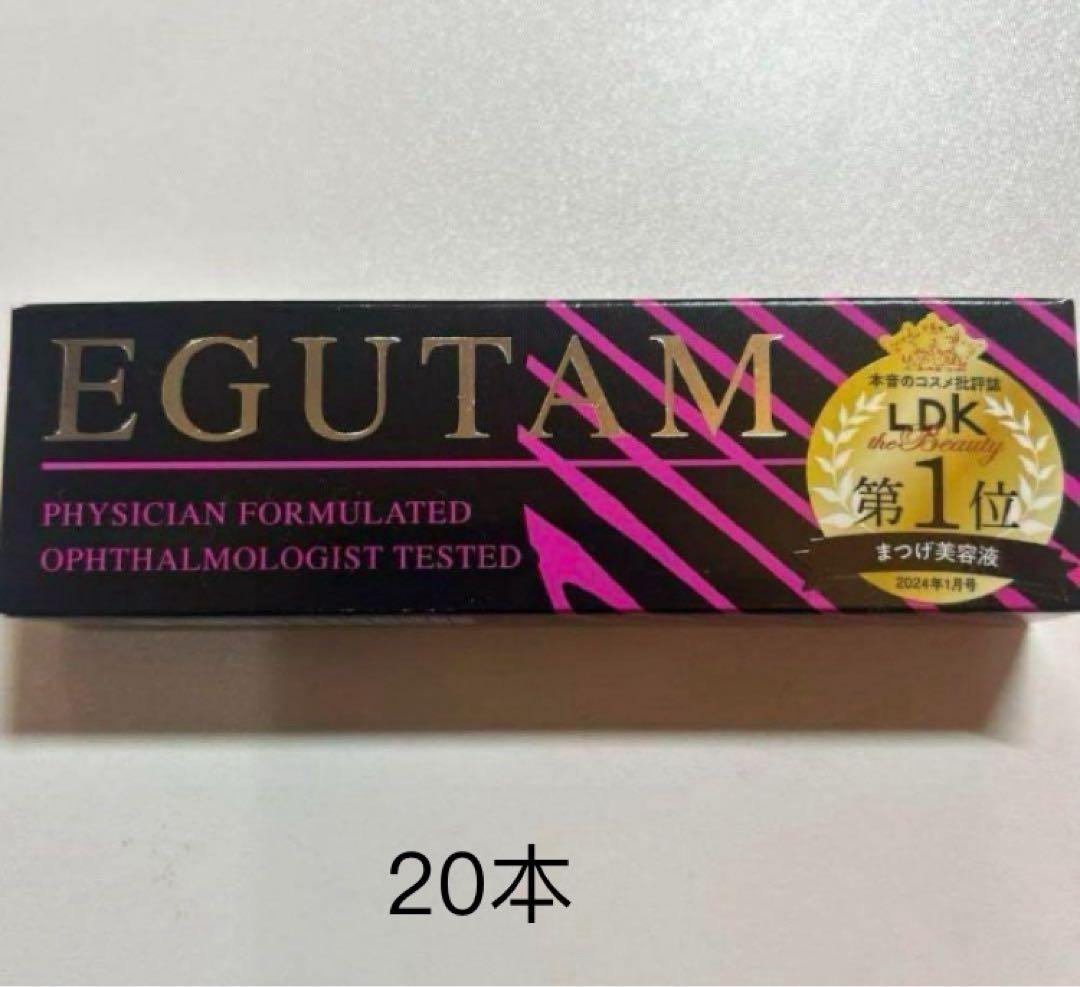 EGUTAM
PHYSICIAN FORMULATED
OPHTHALMOLOGIST TESTED
本音のコスメ批評誌
LDK
the Beauty
第1位
まつげ美容液
2024年1月号
20本